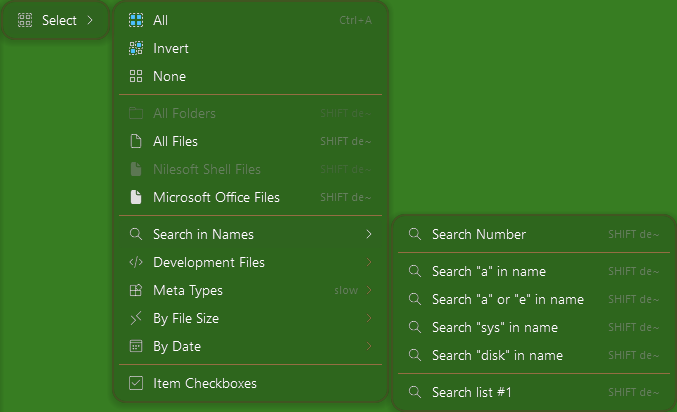 Select
All Ctrl+A
Invert
None
All Folders SHIFT de~
All Files SHIFT de~
Nilesoft Shell Files SHIFT de~
Microsoft Office Files SHIFT de~
Search in Names
Development Files
Meta Types slow
By File Size
By Date
Item Checkboxes
Search Number SHIFT de~
Search "a" in name SHIFT de~
Search "a" or "e" in name SHIFT de~
Search "sys" in name SHIFT de~
Search "disk" in name SHIFT de~
Search list #1 SHIFT de~